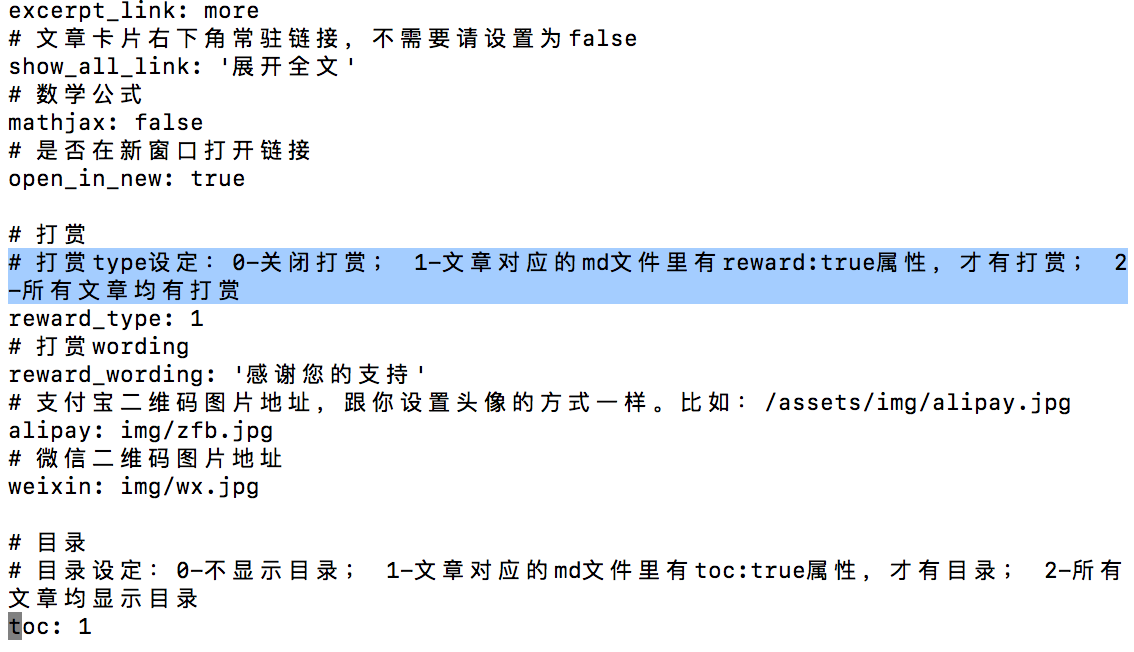 excerpt_link: more
# 文章卡片右下角常驻链接，不需要请设置为false
show_all_link: '展开全文'
# 数学公式
mathjax: false
# 是否在新窗口打开链接
open_in_new: true
# 打赏
# 打赏type设定：0-关闭打赏； 1-文章对应的md文件里有reward:true属性，才有打赏； 2
-所有文章均有打赏
reward_type: 1
# 打赏wording
reward_wording: '感谢您的支持'
# 支付宝二维码图片地址，跟你设置头像的方式一样。比如：/assets/img/alipay.jpg
alipay: img/zfb.jpg
# 微信二维码图片地址
weixin: img/wx.jpg
# 目录
# 目录设定：0-不显示目录； 1-文章对应的md文件里有toc:true属性，才有目录； 2-所有
文章均显示目录
toc: 1